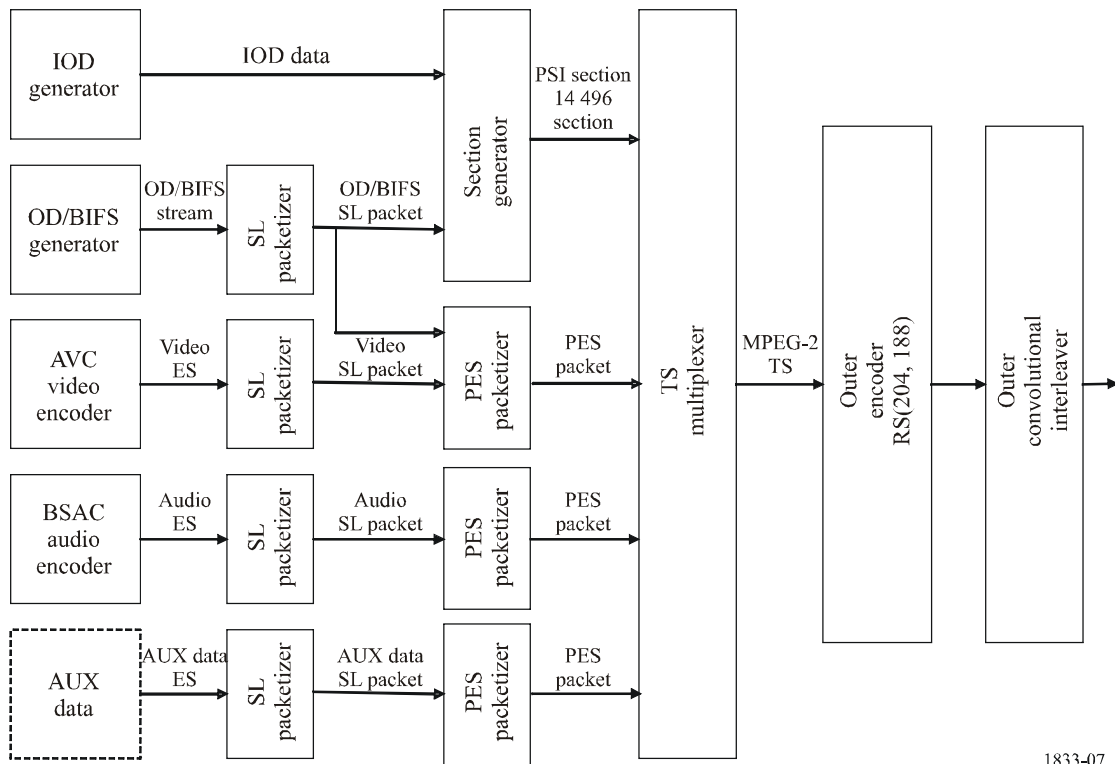 IOD
generator
IOD data
Section
generator
PSI section
14 496
section
OD/BIFS
generator
OD/BIFS
stream
SL
packetizer
OD/BIFS
SL packet
AVC
video
encoder
Video
ES
SL
packetizer
Video
SL packet
PES
packetizer
PES
packet
TS
multiplexer
MPEG-2
TS
Outer
encoder
RS(204, 188)
Outer
convolutional
interleaver
BSAC
audio
encoder
Audio
ES
SL
packetizer
Audio
SL packet
PES
packetizer
PES
packet
AUX
data
AUX data
ES
SL
packetizer
AUX data
SL packet
PES
packetizer
PES
packet
1833-07